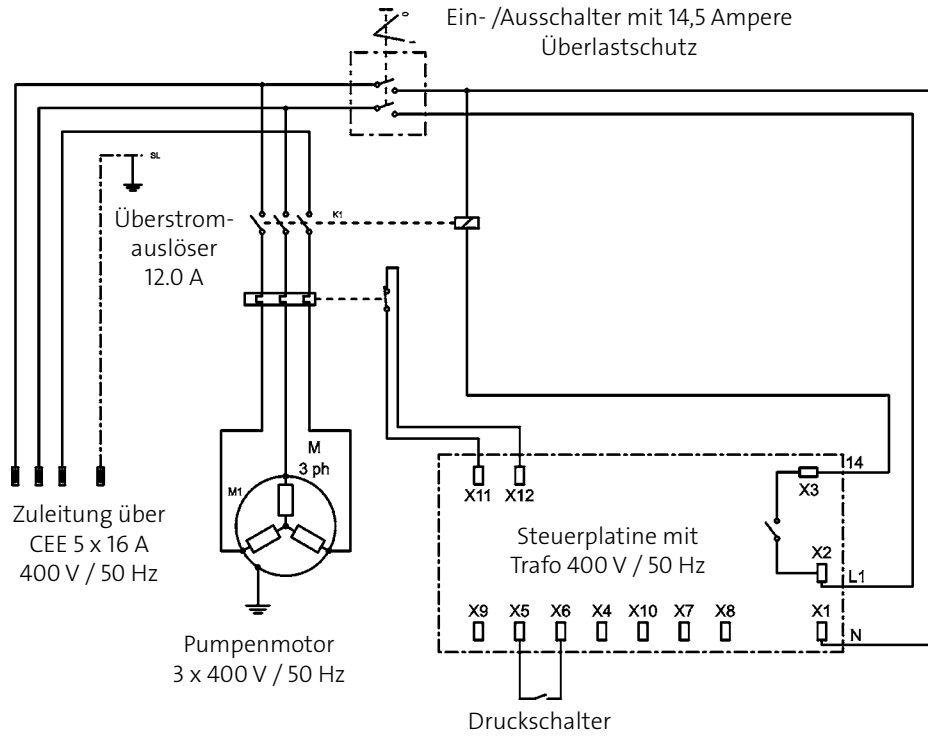 Ein- /Ausschalter mit 14,5 Ampere
Überlastschutz
SL
Überstrom-
auslöser
12.0 A
K1
M
3 ph
M1
Zuleitung über
CEE 5 x 16 A
400 V / 50 Hz
Pumpenmotor
3 x 400 V / 50 Hz
X11
X12
X3
14
Steuerplatine mit
Trafo 400 V / 50 Hz
X2
L1
X9
X5
X6
X4
X10
X7
X8
X1
N
Druckschalter